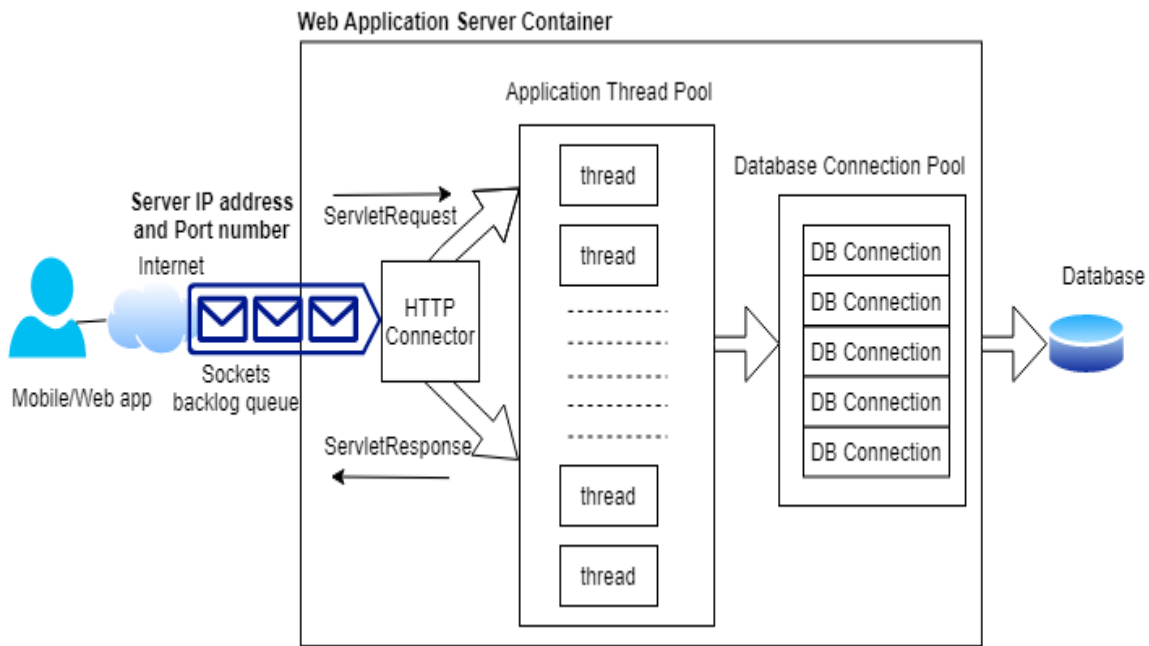 Web Application Server Container
Application Thread Pool
thread
thread
thread
thread
Database Connection Pool
DB Connection
DB Connection
DB Connection
DB Connection
DB Connection
Database
Server IP address
and Port number
Internet
ServletRequest
HTTP
Connector
Sockets
backlog queue
Mobile/Web app
ServletResponse